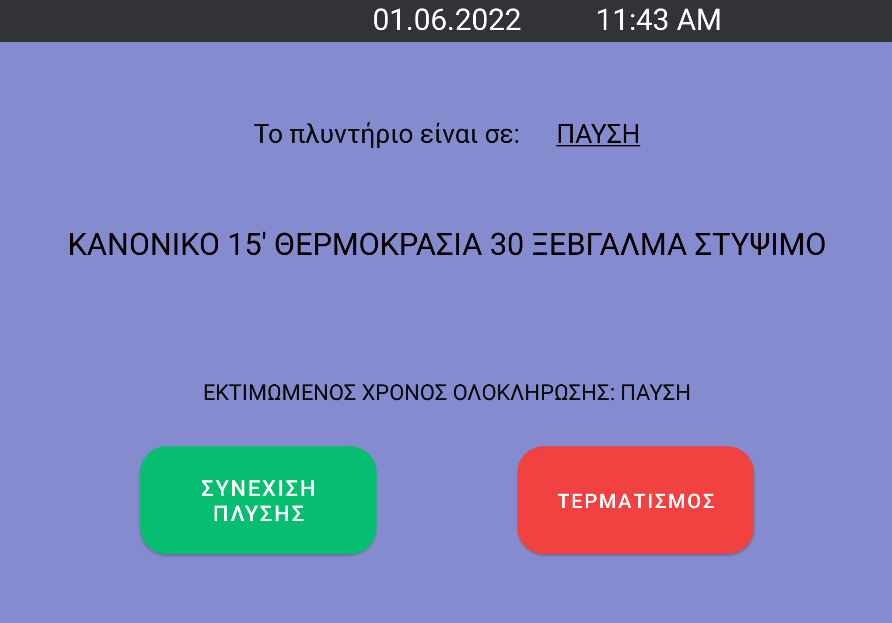 01.06.2022 11:43 AM
Το πλυντήριο είναι σε: ΠΑΥΣΗ
ΚΑΝΟΝΙΚΟ 15' ΘΕΡΜΟΚΡΑΣΙΑ 30 ΞΕΒΓΑΛΜΑ ΣΤΥΨΙΜΟ
ΕΚΤΙΜΩΜΕΝΟΣ ΧΡΟΝΟΣ ΟΛΟΚΛΗΡΩΣΗΣ: ΠΑΥΣΗ
ΣΥΝΕΧΙΣΗ
ΠΛΥΣΗΣ
ΤΕΡΜΑΤΙΣΜΟΣ